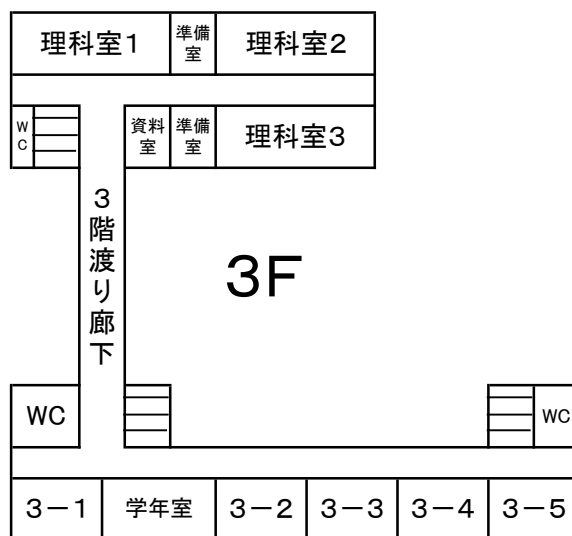 理科室1
準備室
理科室2
WC
資料室
準備室
理科室3
3階渡り廊下
3F
WC
WC
3－1
学年室
3－2
3－3
3－4
3－5